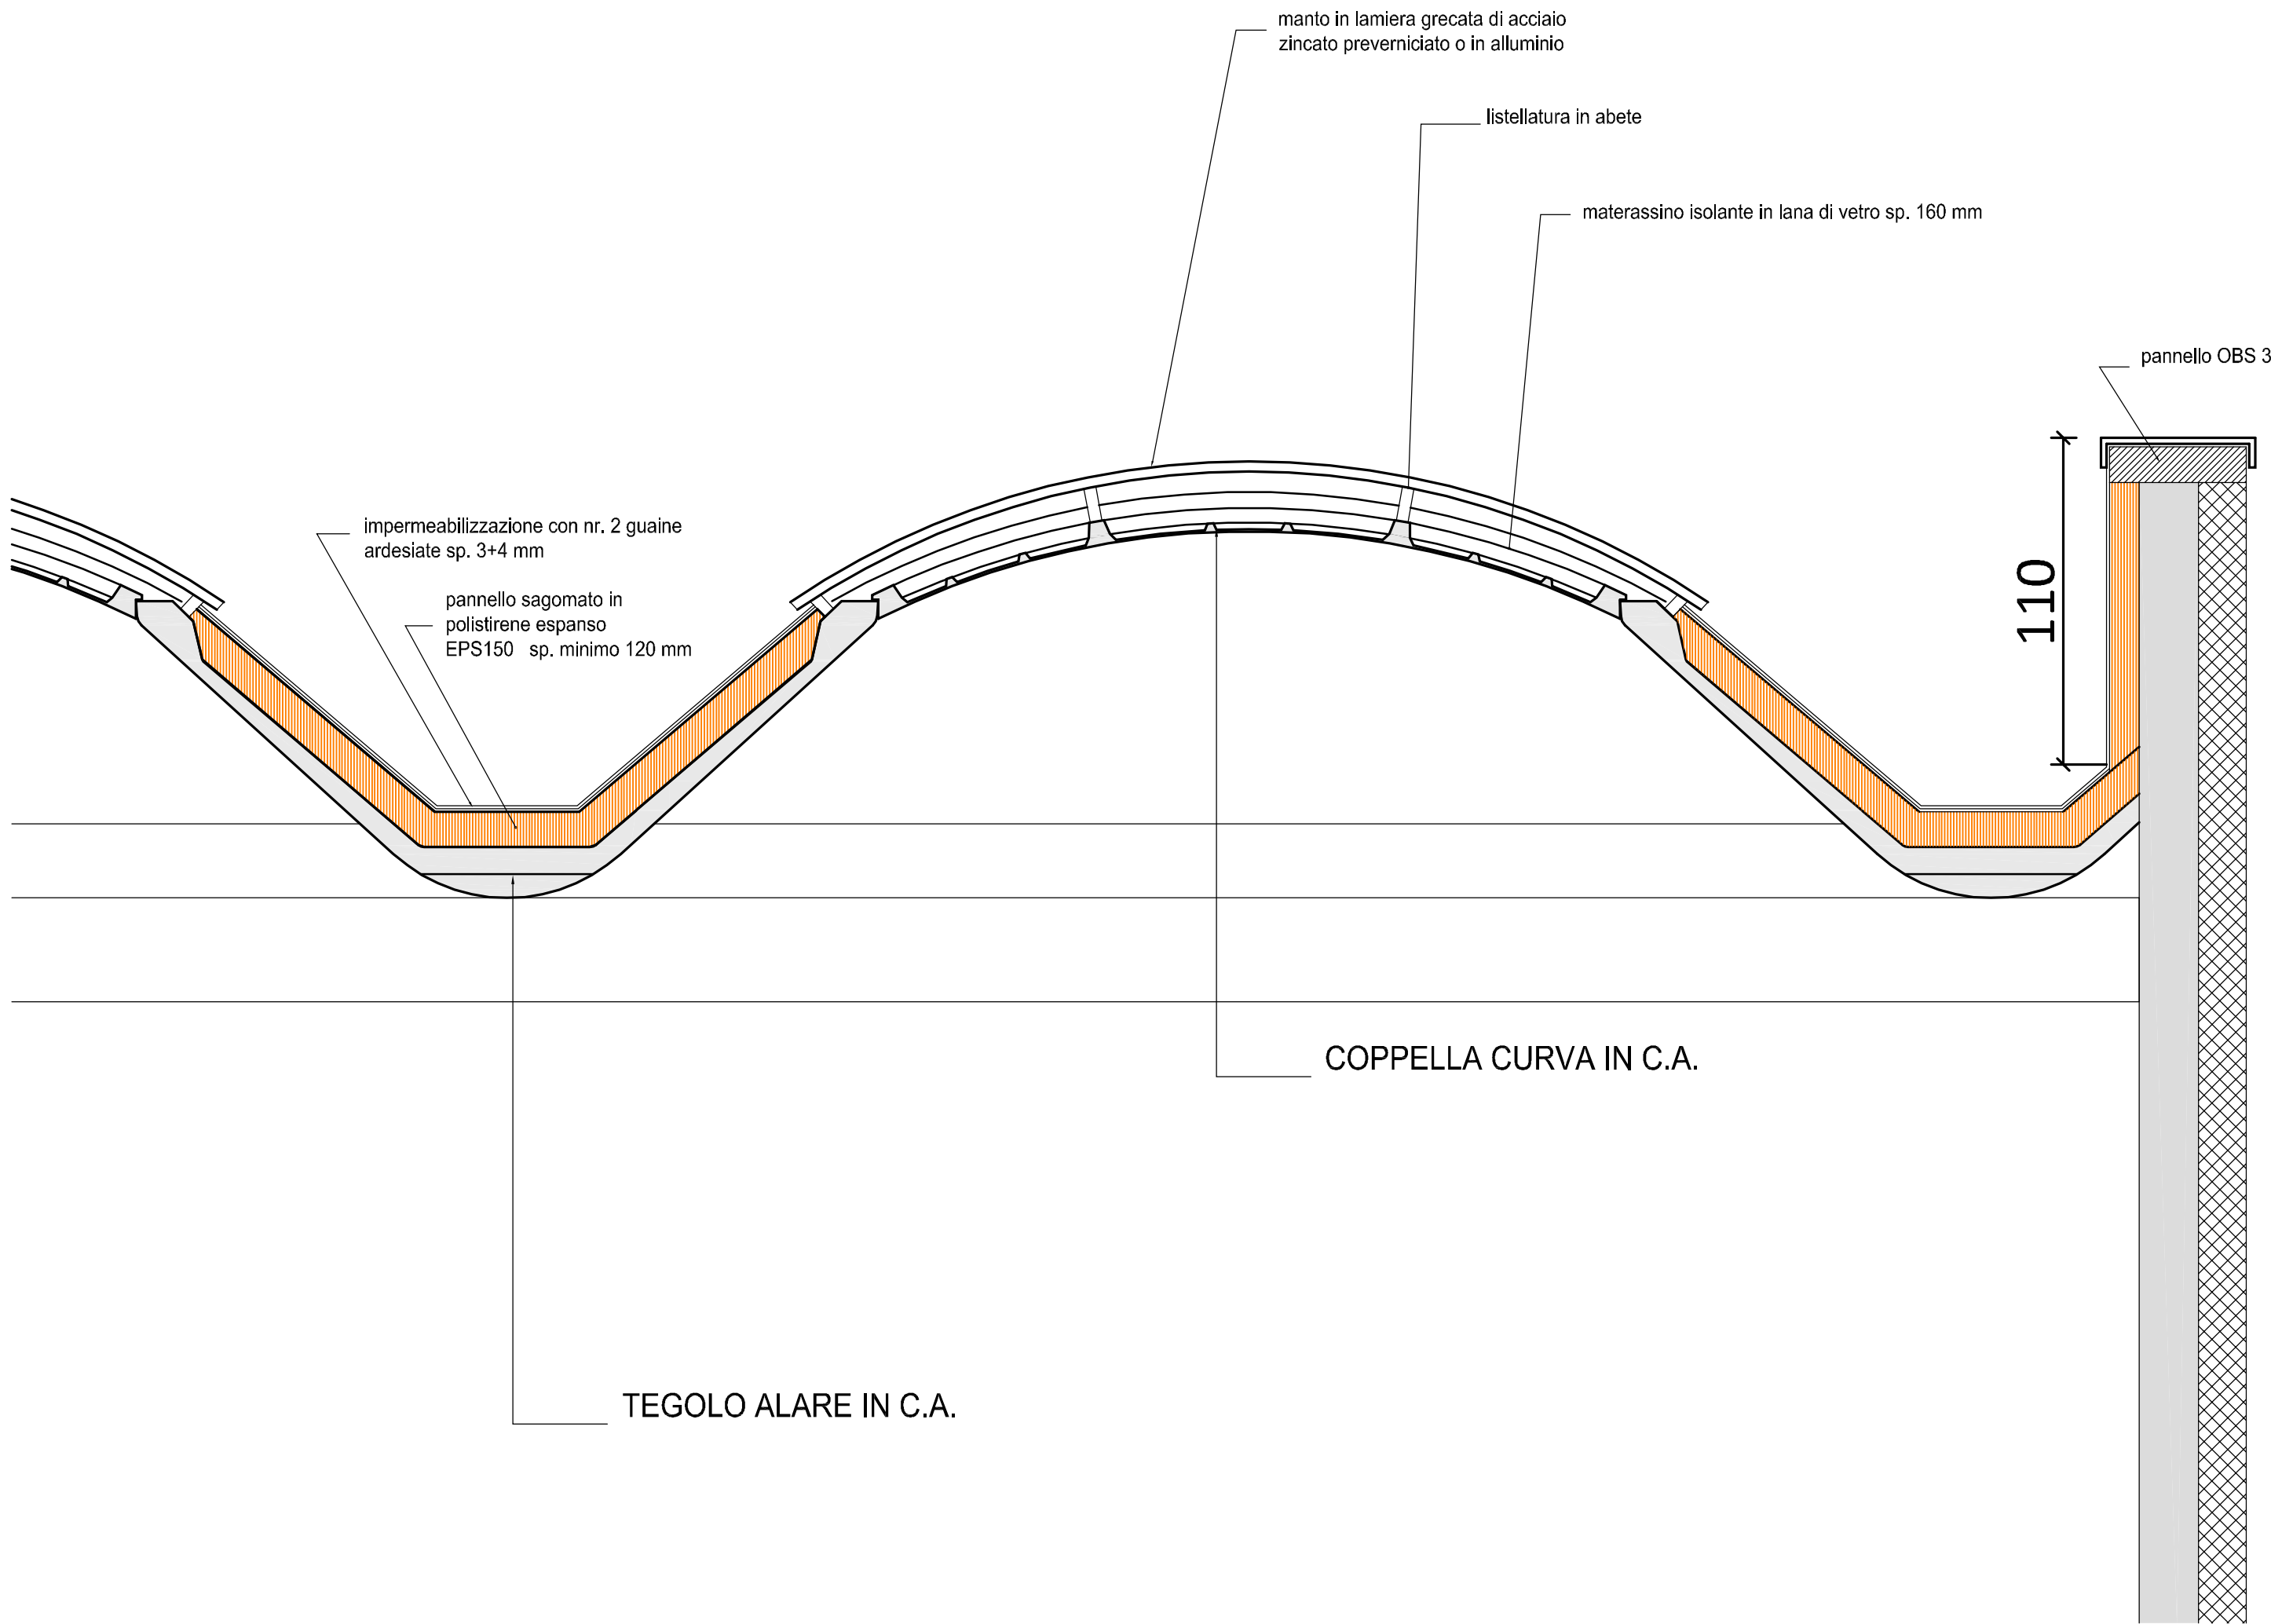 manto in lamiera grecata di acciaio
zincato preverniciato o in alluminio
listellatura in abete
materassino isolante in lana di vetro sp. 160 mm
pannello OBS 3
impermeabilizzazione con nr. 2 guaine
ardesiate sp. 3+4 mm
pannello sagomato in
polistirene espanso
EPS150 sp. minimo 120 mm
110
COPPELLA CURVA IN C.A.
TEGOLO ALARE IN C.A.